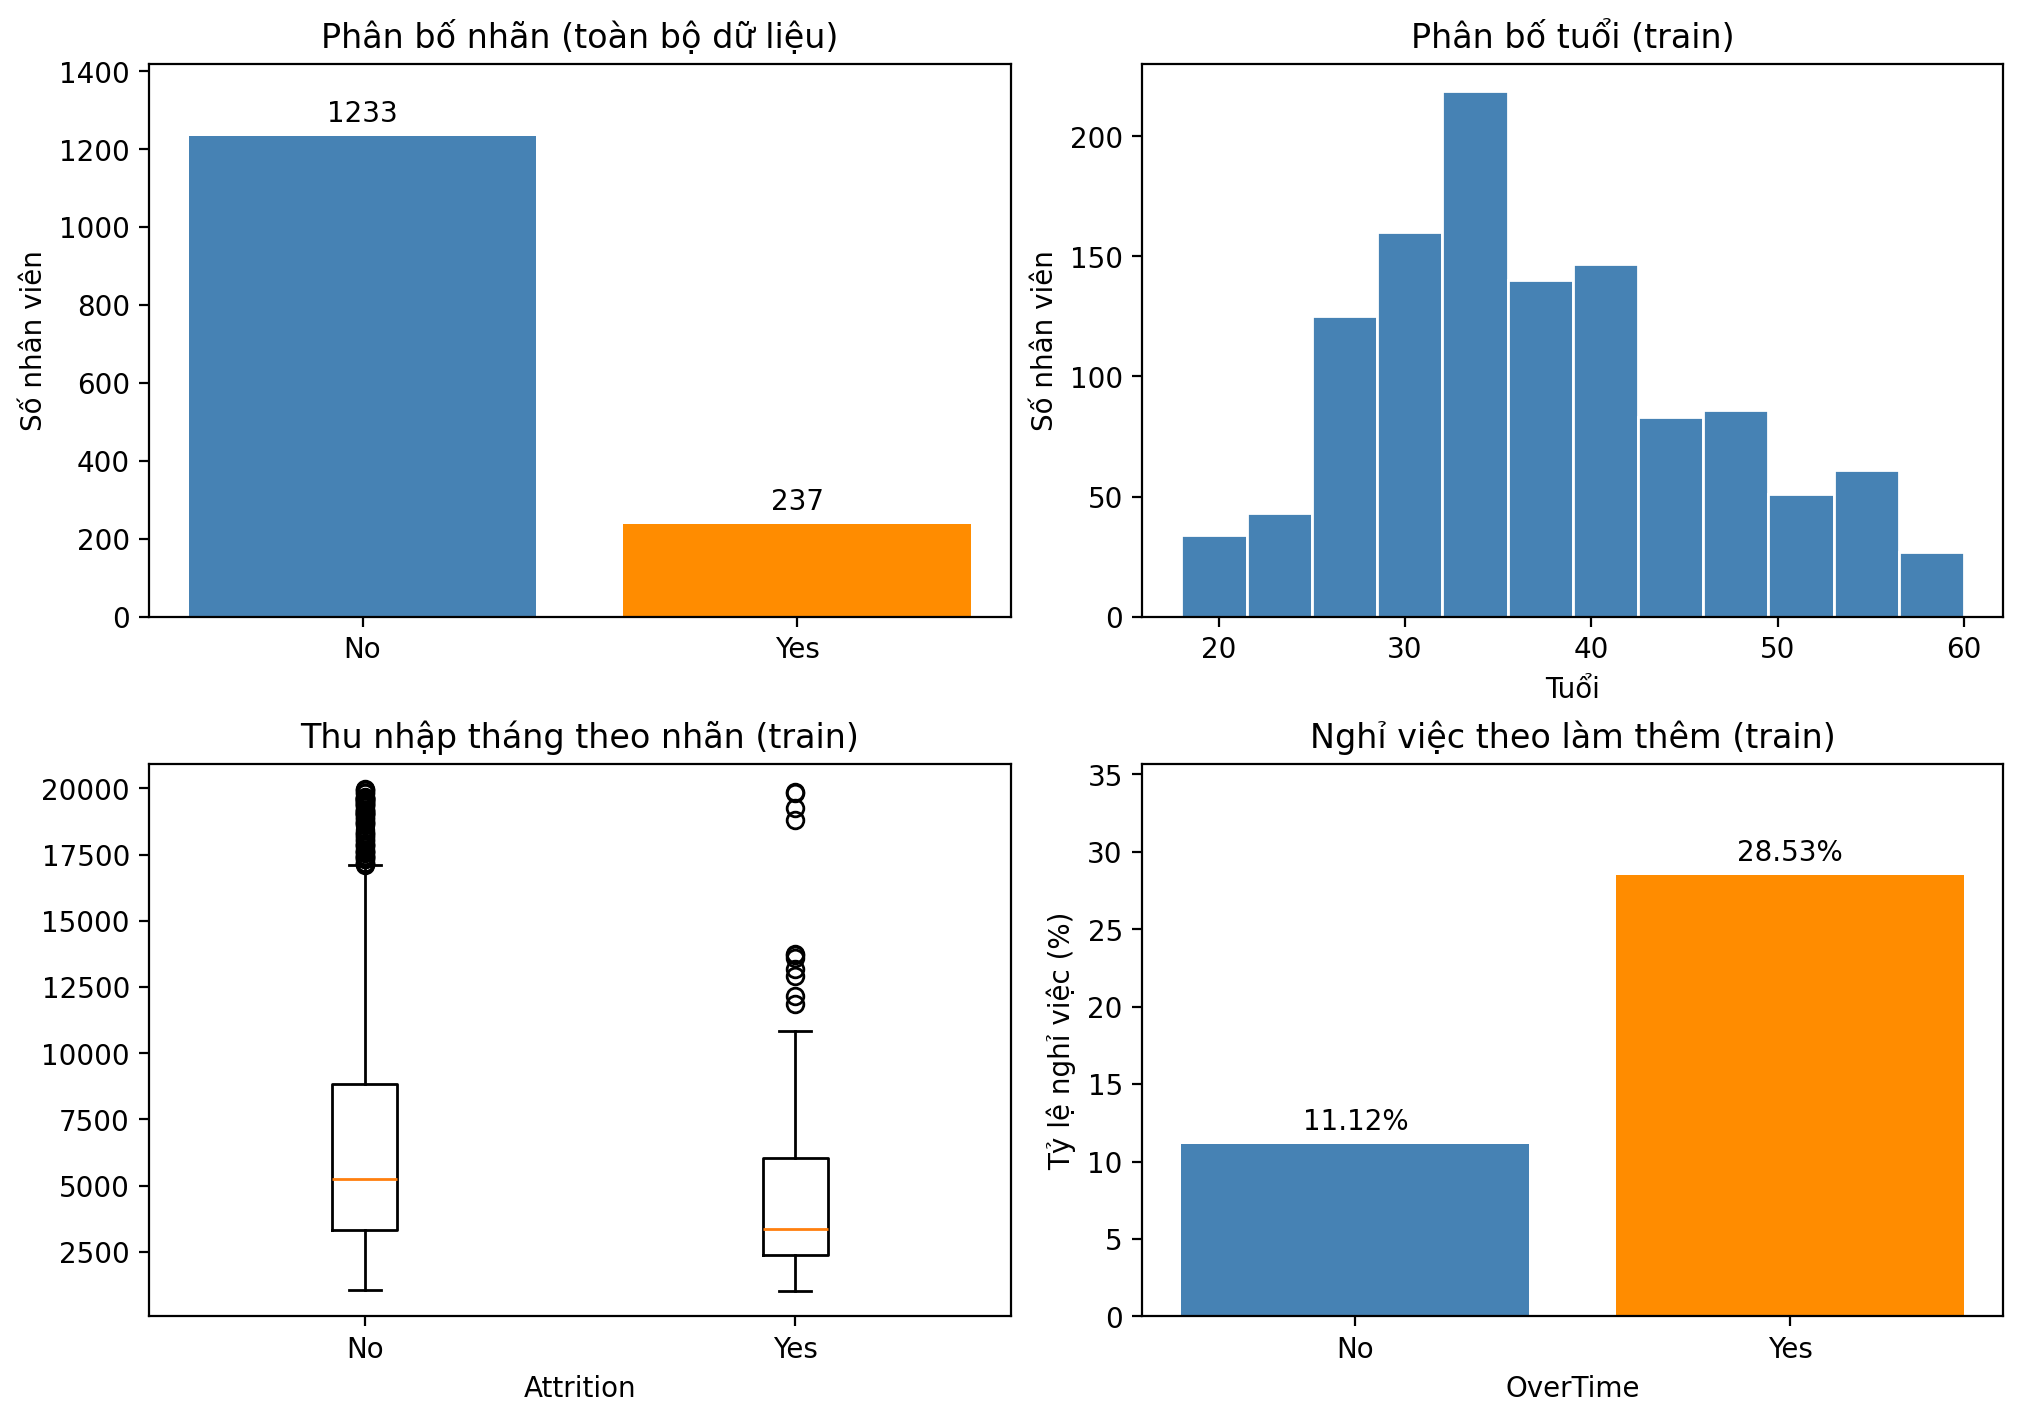 Phân bố nhãn (toàn bộ dữ liệu)
Số nhân viên
1400
1200
1000
800
600
400
200
0
1233
237
No
Yes
Phân bố tuổi (train)
Số nhân viên
200
150
100
50
0
20
30
40
50
60
Tuổi
Thu nhập tháng theo nhãn (train)
20000
17500
15000
12500
10000
7500
5000
2500
No
Yes
Attrition
Nghỉ việc theo làm thêm (train)
Tỷ lệ nghỉ việc (%)
35
30
25
20
15
10
5
0
11.12%
28.53%
No
Yes
OverTime